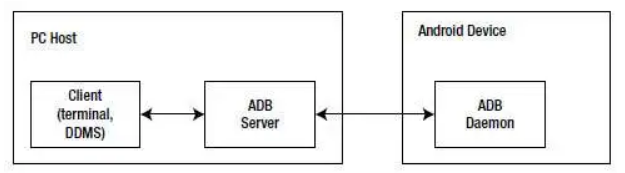 PC Host
Client
(terminal,
DDMS)
ADB
Server
Android Device
ADB
Daemon